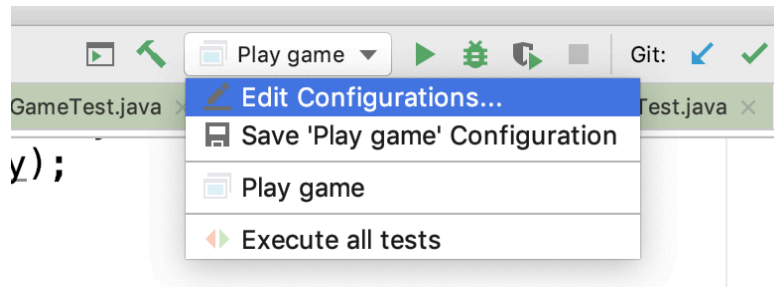 Play game
Git:
GameTest.java
Test.java
Edit Configurations...
Save 'Play game' Configuration
y);
Play game
Execute all tests